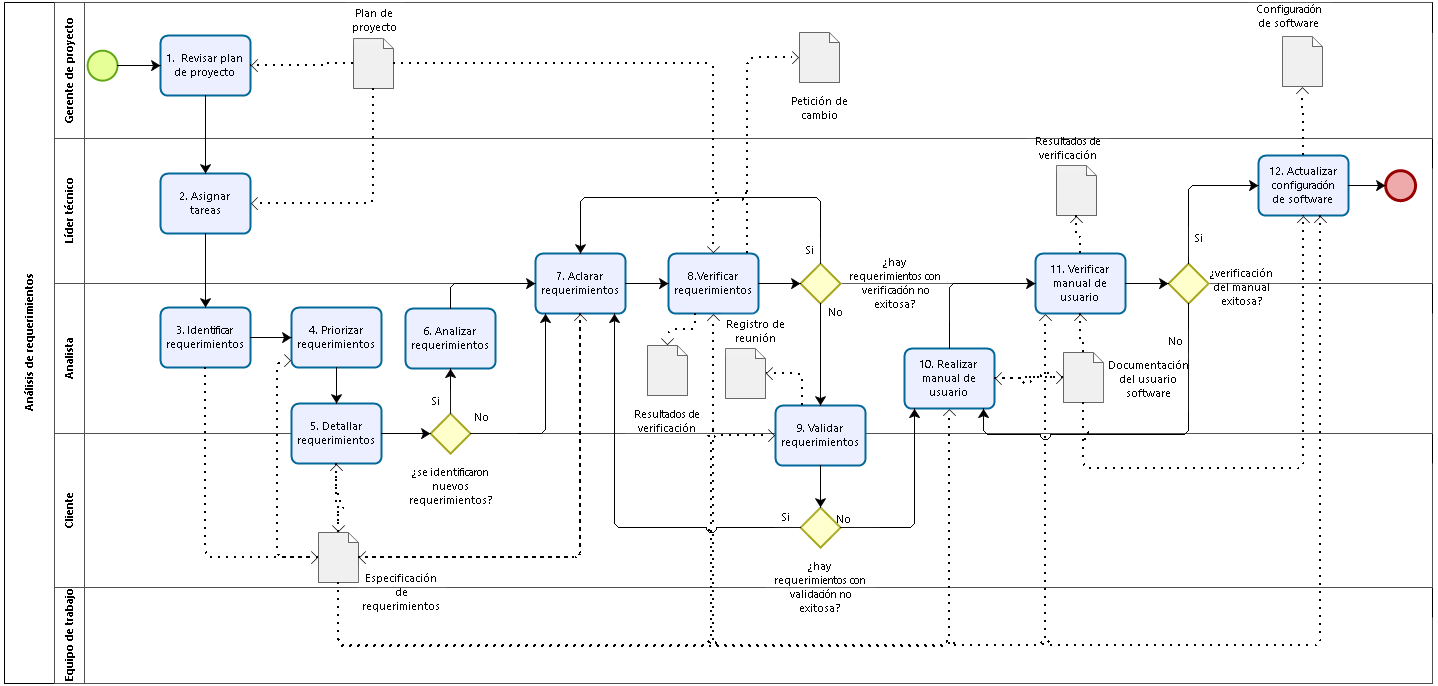 Análisis de requerimientos
Gerente de proyecto
1. Revisar plan
de proyecto
Plan de
proyecto
Petición de
cambio
Configuración
de software
Líder técnico
2. Asignar
tareas
Resultados de
verificación
12. Actualizar
configuración
de software
7. Aclarar
requerimientos
8.Verificar
requerimientos
Si
¿hay
requerimientos con
verificación no
exitosa?
No
11. Verificar
manual de
usuario
Si
¿verificación
del manual
exitosa?
No
Analista
3. Identificar
requerimientos
4. Priorizar
requerimientos
6. Analizar
requerimientos
Registro de
reunión
Resultados de
verificación
10. Realizar
manual de
usuario
Documentación
del usuario
software
5. Detallar
requerimientos
Si
No
¿se identificaron
nuevos
requerimientos?
9. Validar
requerimientos
Cliente
Si
No
¿hay
requerimientos con
validación no
exitosa?
Especificación
de
requerimientos
Equipo de trabajo